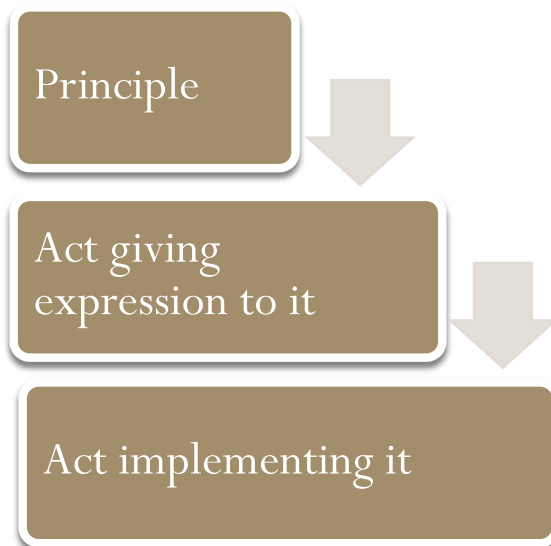 Principle
Act giving
expression to it
Act implementing it